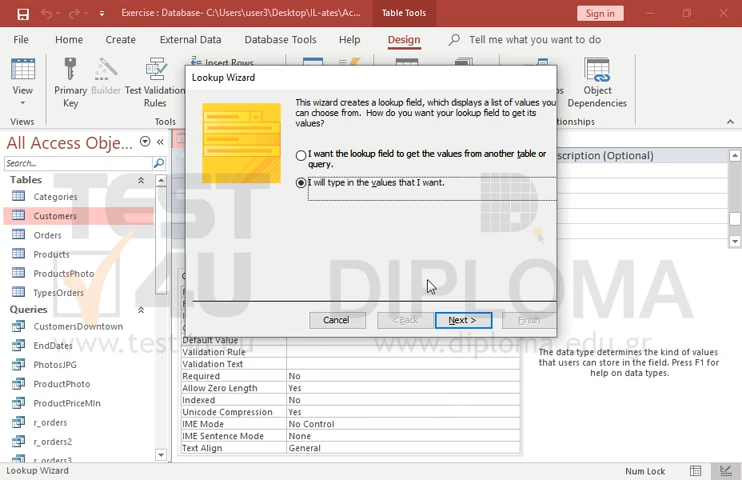 Exercise : Database- C:\Users\user3\Desktop\IL-ates\Ac...
Table Tools
Sign in
File
Home
Create
External Data
Database Tools
Help
Design
Tell me what you want to do
View
Primary
Key
Builder
Test Validation
Rules
Insert Rows
Object
Dependencies
Views
Tools
All Access Obje...
Search...
Tables
Categories
Customers
Orders
Products
ProductsPhoto
TypesOrders
Queries
CustomersDowntown
EndDates
PhotosJPG
ProductPhoto
ProductPriceMin
r_orders
r_orders2
r_orders3
Lookup Wizard
This wizard creates a lookup field, which displays a list of values you
can choose from. How do you want your lookup field to get its
values?
I want the lookup field to get the values from another table or
query.
I will type in the values that I want.
Cancel
< Back
Next >
Finish
scription (Optional)
Default Value
Validation Rule
Validation Text
Required No
Allow Zero Length Yes
Indexed No
Unicode Compression Yes
IME Mode No Control
IME Sentence Mode None
Text Align General
The data type determines the kind of values
that users can store in the field. Press F1 for
help on data types.
TEST
4U
DIPLOMA
www.test4u.eu
www.diploma.edu.gr
Lookup Wizard
Num Lock